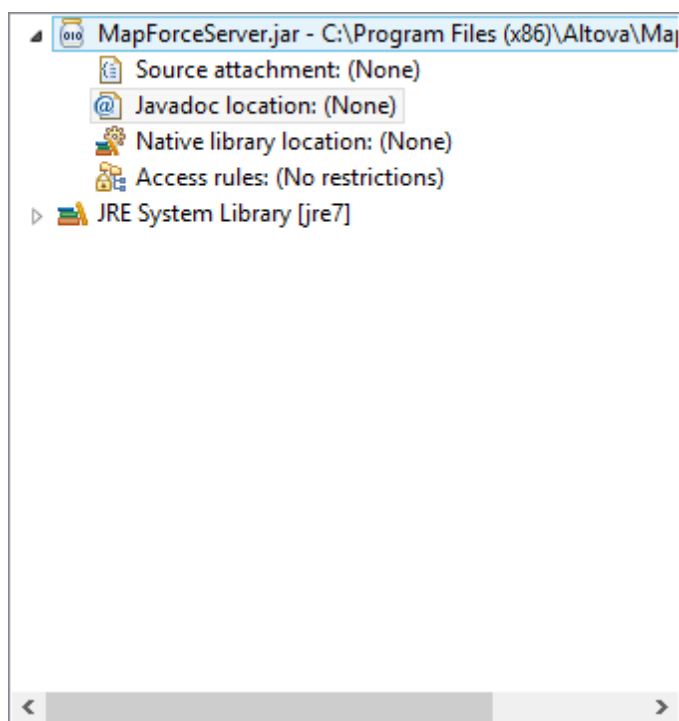 MapForceServer.jar - C:\Program Files (x86)\Altova\Ma
Source attachment: (None)
Javadoc location: (None)
Native library location: (None)
Access rules: (No restrictions)
JRE System Library [jre7]